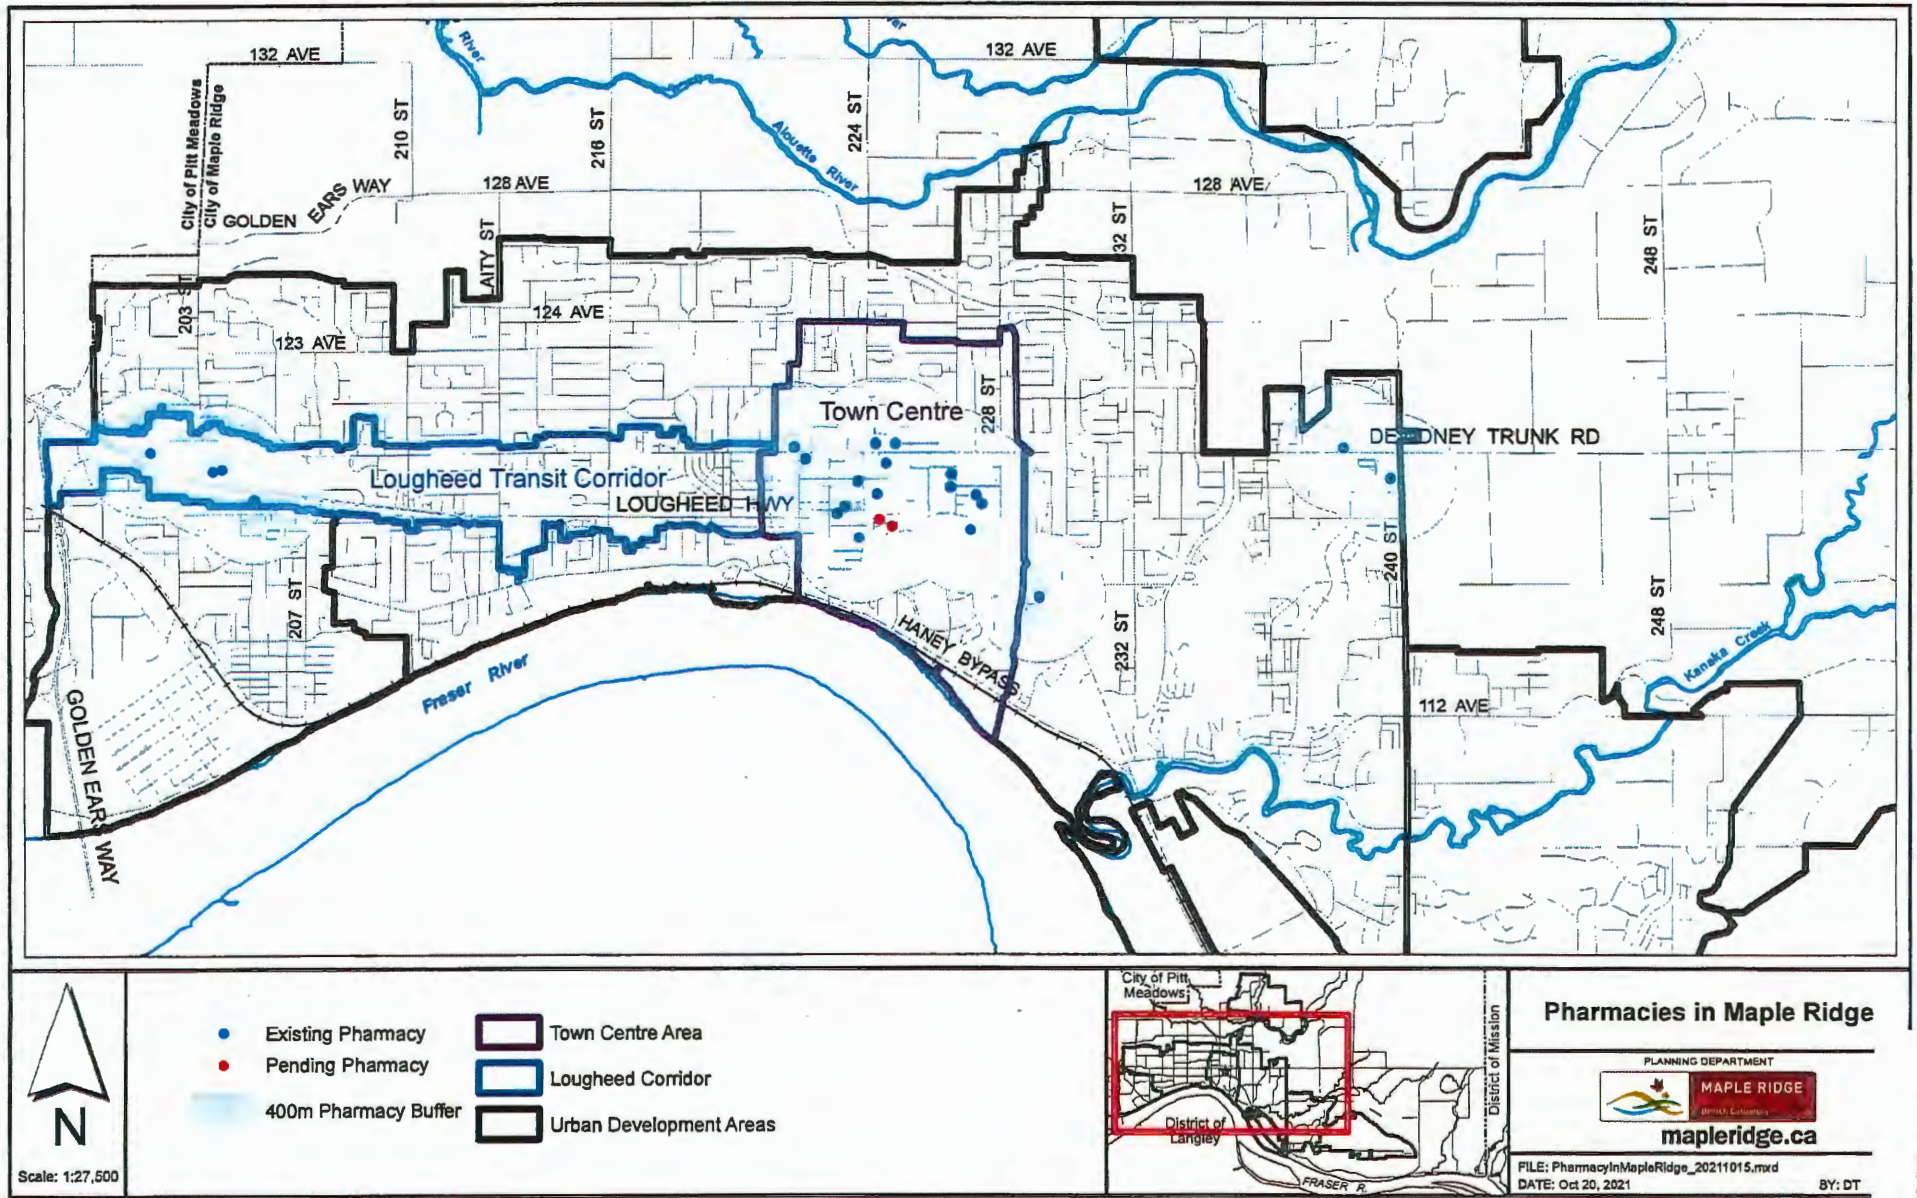 132 AVE
River
132 AVE
City of Pitt Meadows
City of Maple Ridge
210 ST
216 ST
224 ST
Alouette River
GOLDEN EARS WAY
128 AVE
128 AVE
LAITY ST
32 ST
248 ST
203 ST
124 AVE
123 AVE
Town Centre
228 ST
Lougheed Transit Corridor
LOUGHEED HWY
DEWDNEY TRUNK RD
240 ST
207 ST
232 ST
248 ST
HANEY BYPASS
Fraser River
Kanaka Creek
112 AVE
GOLDEN EARS WAY
N
Scale: 1:27,500
Existing Pharmacy
Pending Pharmacy
400m Pharmacy Buffer
Town Centre Area
Lougheed Corridor
Urban Development Areas
City of Pitt
Meadows
District of Mission
District of
Langley
FRASER R.
Pharmacies in Maple Ridge
PLANNING DEPARTMENT
MAPLE RIDGE
British Columbia
mapleridge.ca
FILE: PharmacyInMapleRidge_20211015.mxd
DATE: Oct 20, 2021
BY: DT